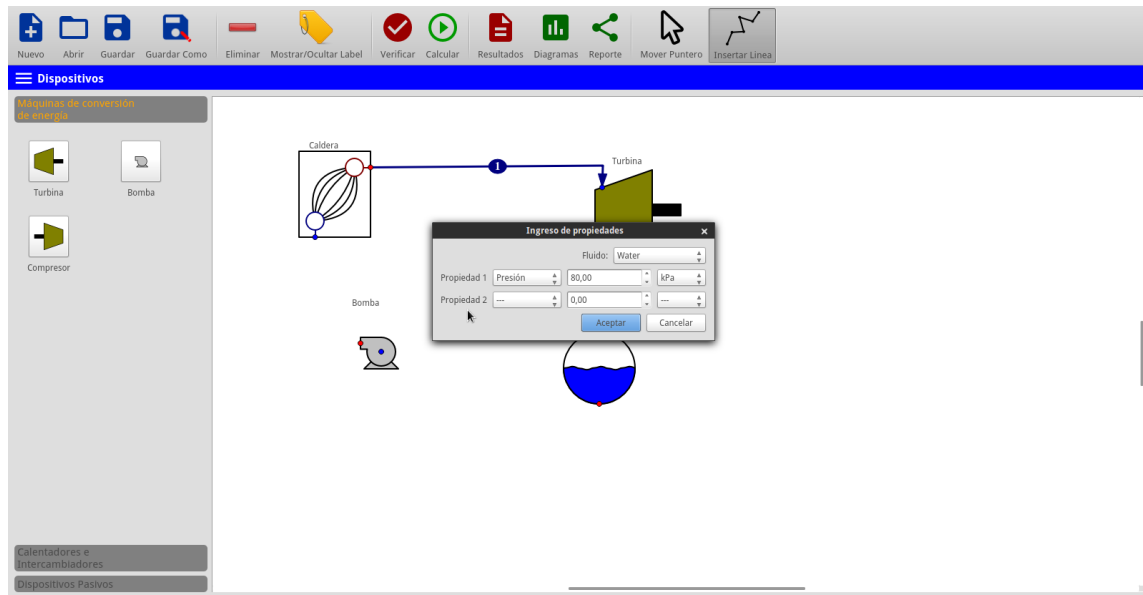 Nuevo Abrir Guardar Guardar Como Eliminar Mostrar/Ocultar Label Verificar Calcular Resultados Diagramas Reporte Mover Puntero Insertar Linea
Dispositivos
Máquinas de conversión
de energía
Turbina Bomba
Compresor
Calentadores e
Intercambiadores
Dispositivos Pasivos
Caldera
1
Turbina
Bomba
Ingreso de propiedades
Fluido: Water
Propiedad 1 Presión 80,00 kPa
Propiedad 2 --- 0,00 ---
Aceptar Cancelar